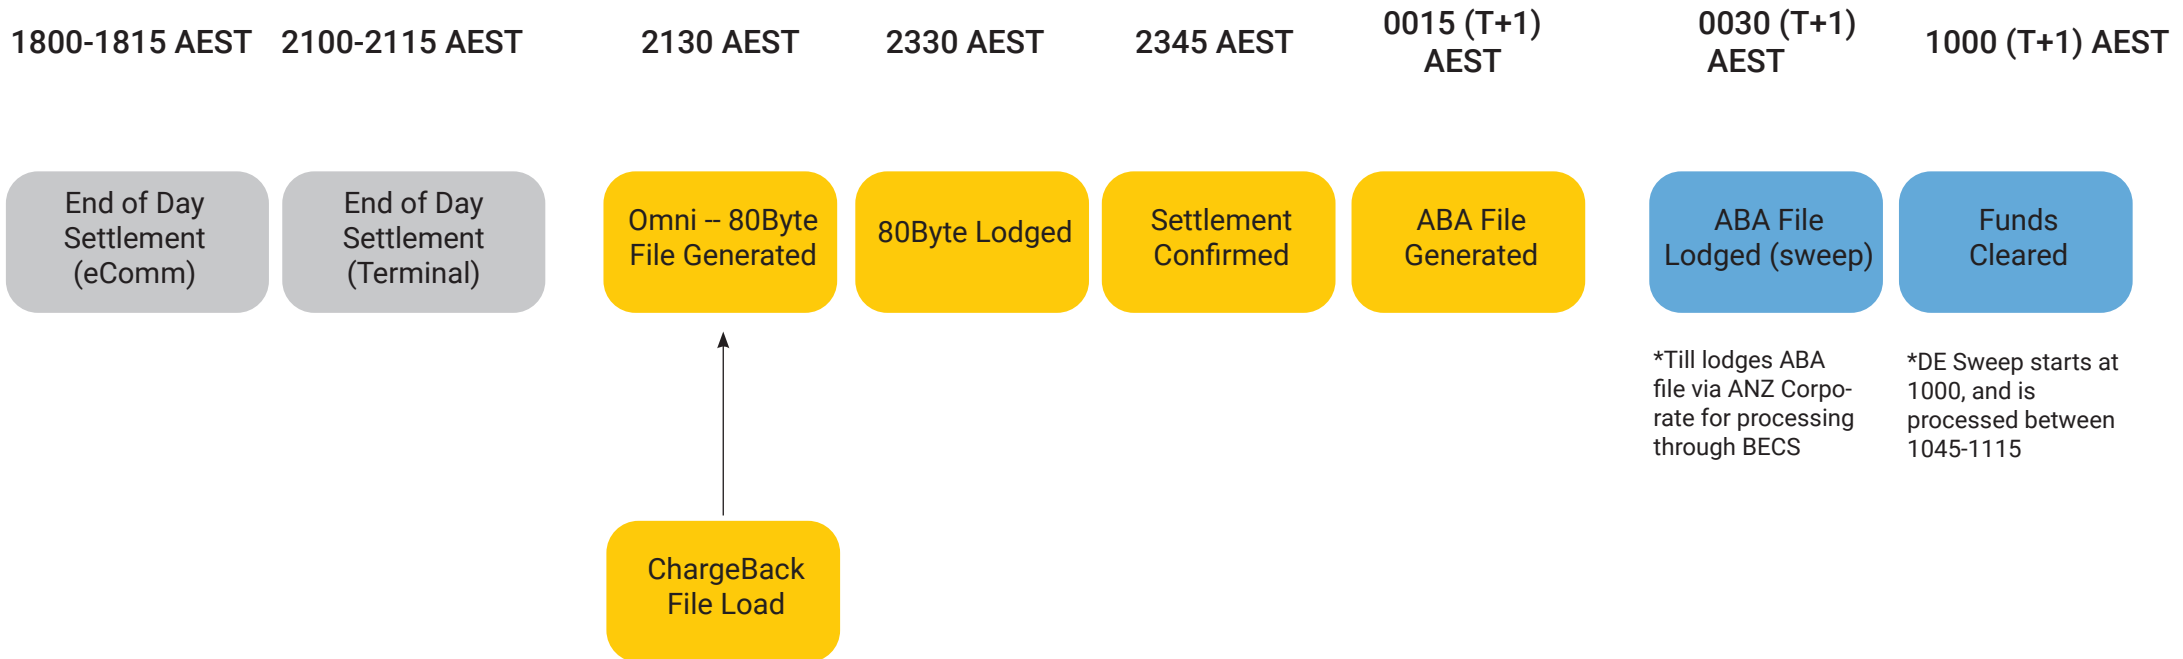 1800-1815 AEST
2100-2115 AEST
2130 AEST
2330 AEST
2345 AEST
0015 (T+1)
AEST
0030 (T+1)
AEST
1000 (T+1) AEST
End of Day
Settlement
(eComm)
End of Day
Settlement
(Terminal)
Omni -- 80Byte
File Generated
80Byte Lodged
Settlement
Confirmed
ABA File
Generated
ABA File
Lodged (sweep)
Funds
Cleared
*Till lodges ABA
file via ANZ Corpo-
rate for processing
through BECS
*DE Sweep starts at
1000, and is
processed between
1045-1115
ChargeBack
File Load